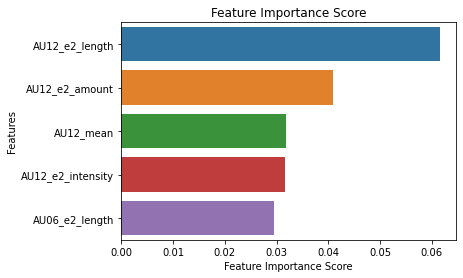 Feature Importance Score
Features
AU12_e2_length
AU12_e2_amount
AU12_mean
AU12_e2_intensity
AU06_e2_length
0.00 0.01 0.02 0.03 0.04 0.05 0.06
Feature Importance Score